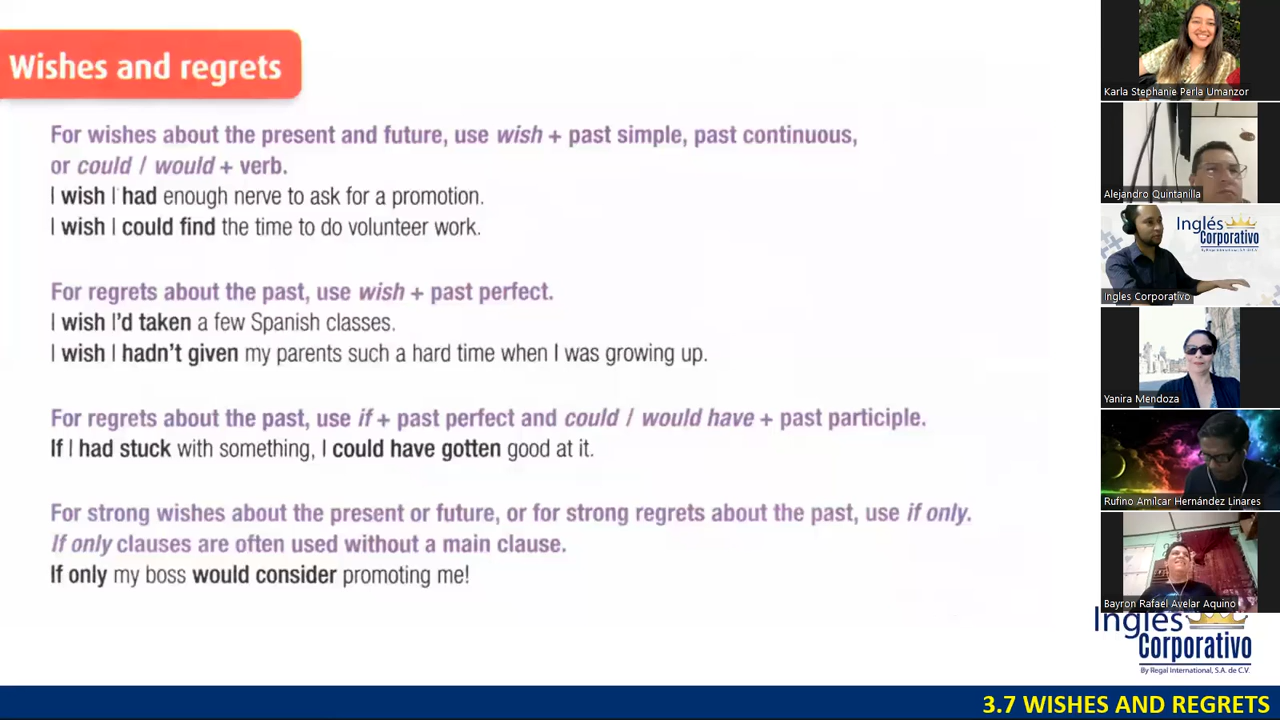 Wishes and regrets
For wishes about the present and future, use wish + past simple, past continuous,
or could / would + verb.
I wish I had enough nerve to ask for a promotion.
I wish I could find the time to do volunteer work.
For regrets about the past, use wish + past perfect.
I wish I'd taken a few Spanish classes.
I wish I hadn't given my parents such a hard time when I was growing up.
For regrets about the past, use if + past perfect and could / would have + past participle.
If I had stuck with something, I could have gotten good at it.
For strong wishes about the present or future, or for strong regrets about the past, use if only.
If only clauses are often used without a main clause.
If only my boss would consider promoting me!
Karla Stephanie Perla Umanzor
Alejandro Quintanilla
Inglés
Corporativo
By Regal International, S.A. de C.V.
Ingles Corporativo
Yanira Mendoza
Rufino Amílcar Hernández Linares
Bayron Rafael Avelar Aquino
Inglés
Corporativo
By Regal International, S.A. de C.V.
3.7 WISHES AND REGRETS